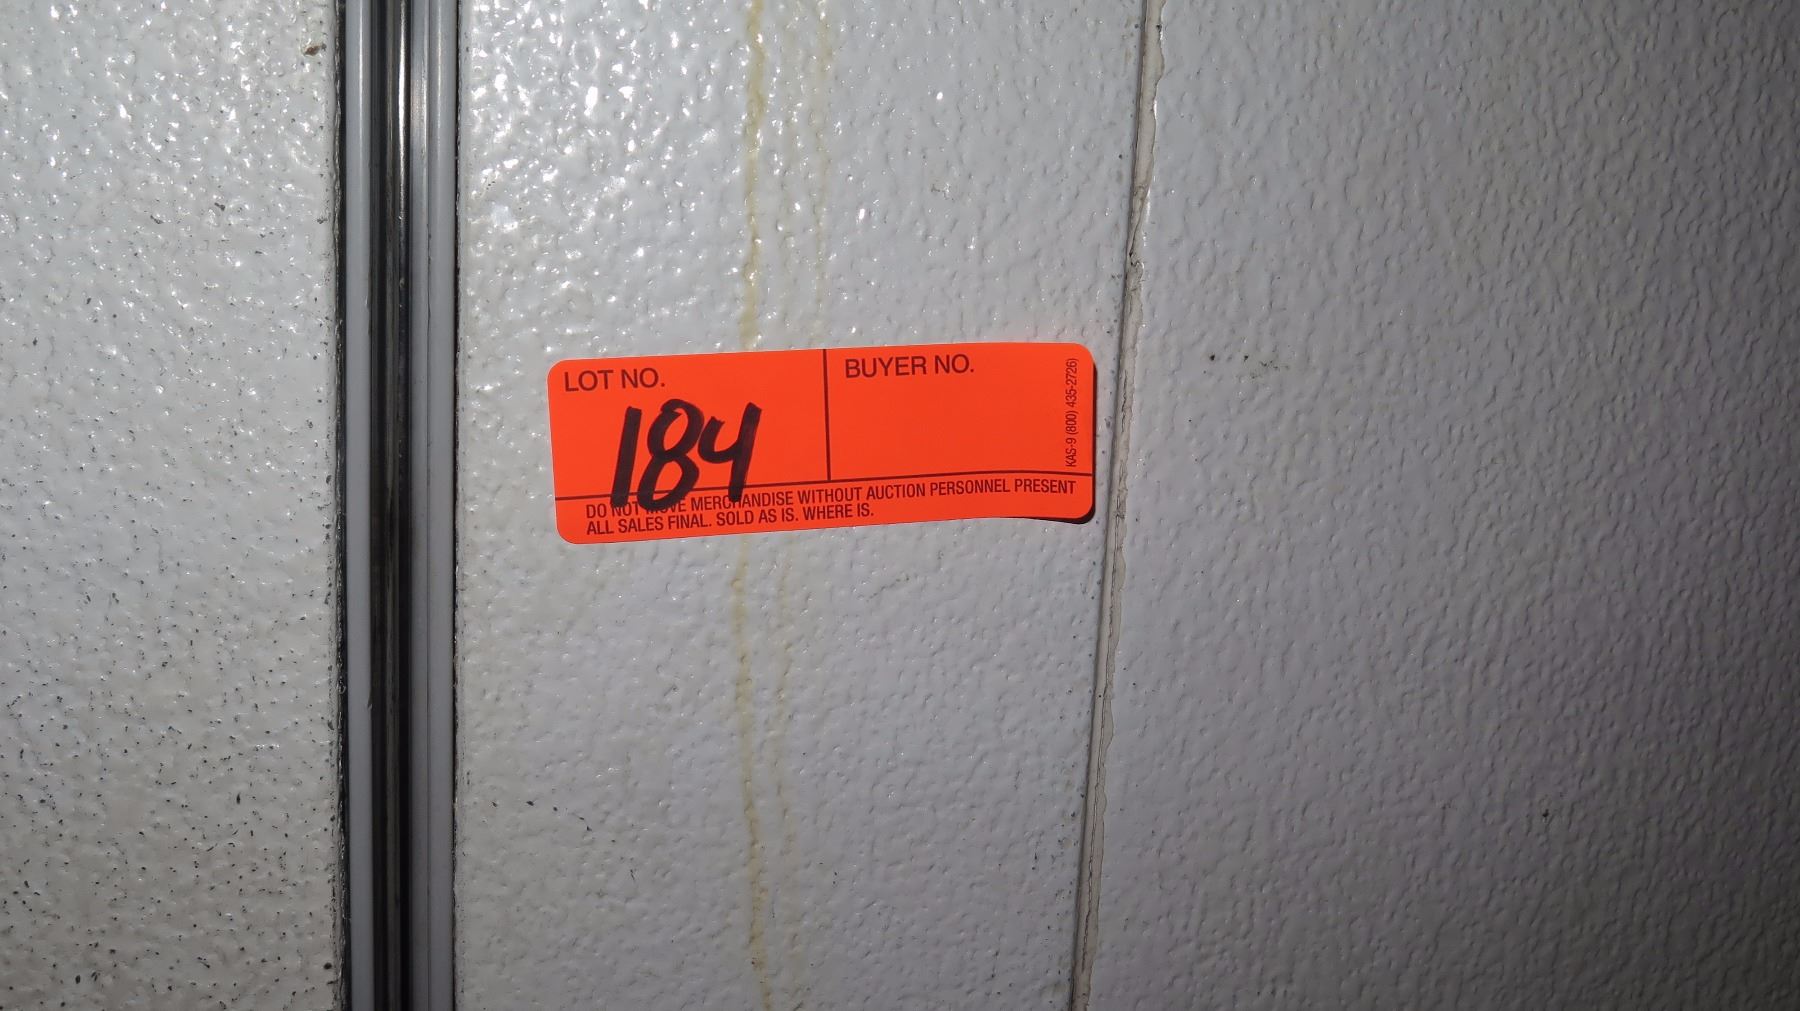 LOT NO.
184
BUYER NO.
KAS-9 (800) 435-2726)
DO NOT MOVE MERCHANDISE WITHOUT AUCTION PERSONNEL PRESENT
ALL SALES FINAL. SOLD AS IS. WHERE IS.